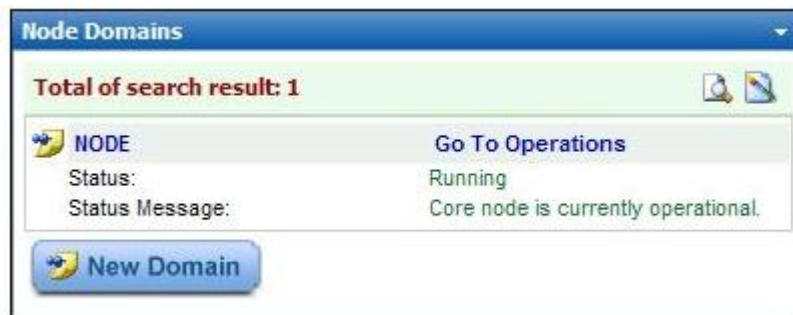 Node Domains
Total of search result: 1
NODE Go To Operations
Status: Running
Status Message: Core node is currently operational.
New Domain